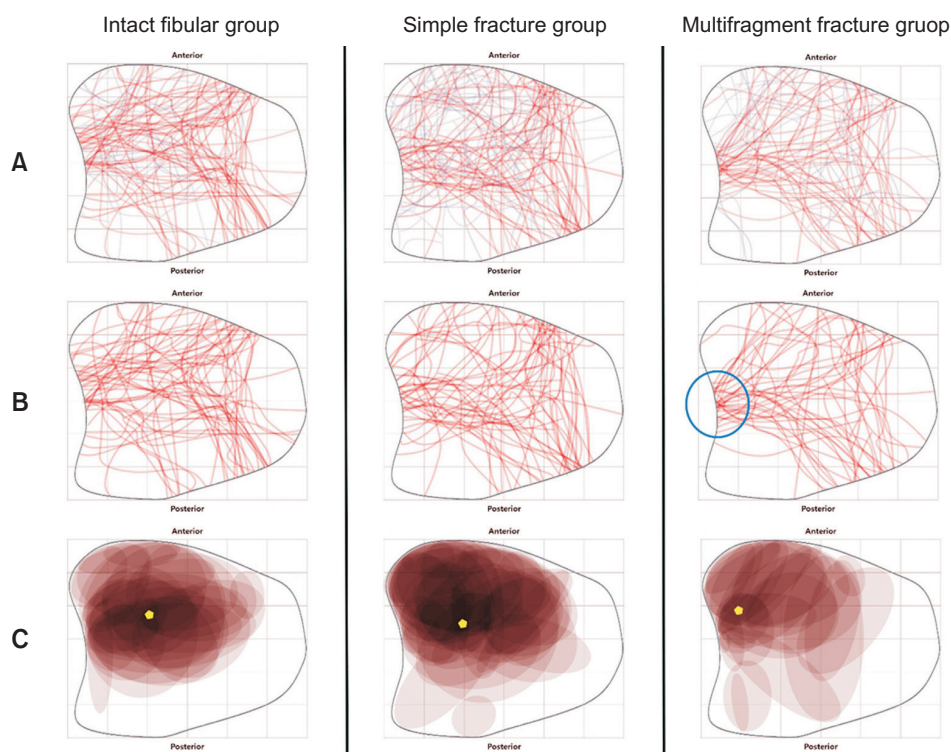 Intact fibular group
Simple fracture group
Multifragment fracture gruop
A
Anterior
Anterior
Anterior
Posterior
Posterior
Posterior
B
Anterior
Anterior
Anterior
Posterior
Posterior
Posterior
C
Anterior
Anterior
Anterior
Posterior
Posterior
Posterior